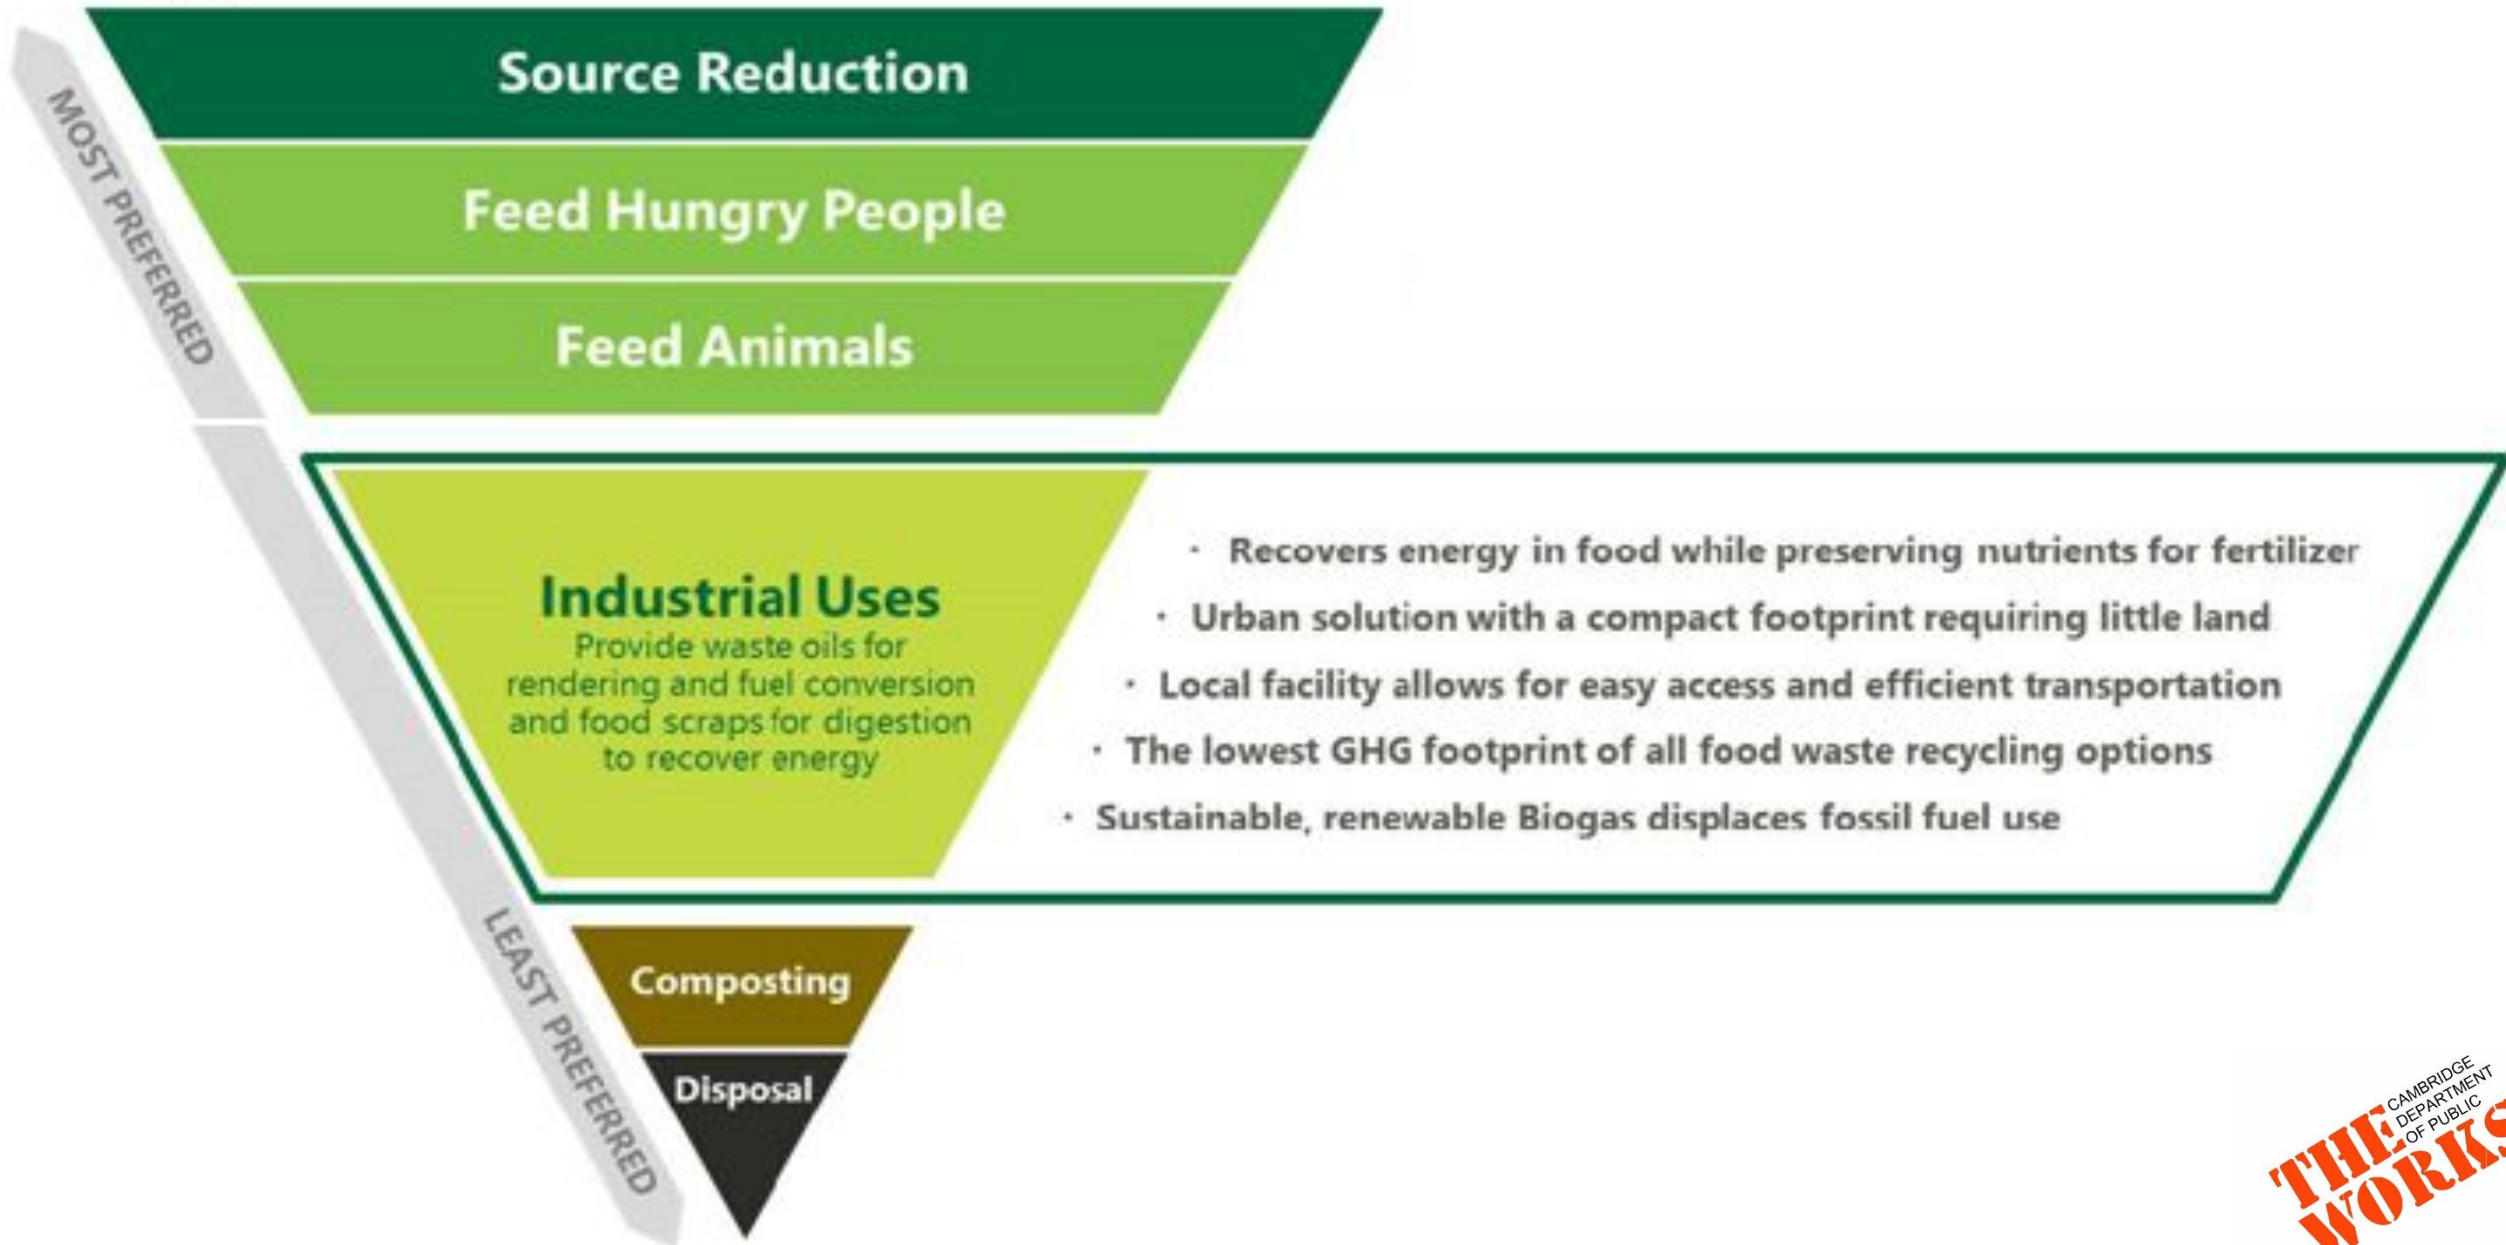 MOST PREFERRED
Source Reduction
Feed Hungry People
Feed Animals
Industrial Uses
Provide waste oils for
rendering and fuel conversion
and food scraps for digestion
to recover energy
· Recovers energy in food while preserving nutrients for fertilizer
· Urban solution with a compact footprint requiring little land
· Local facility allows for easy access and efficient transportation
· The lowest GHG footprint of all food waste recycling options
· Sustainable, renewable Biogas displaces fossil fuel use
LEAST PREFERRED
Composting
Disposal
CAMBRIDGE
DEPARTMENT
OF PUBLIC
THE
WORKS